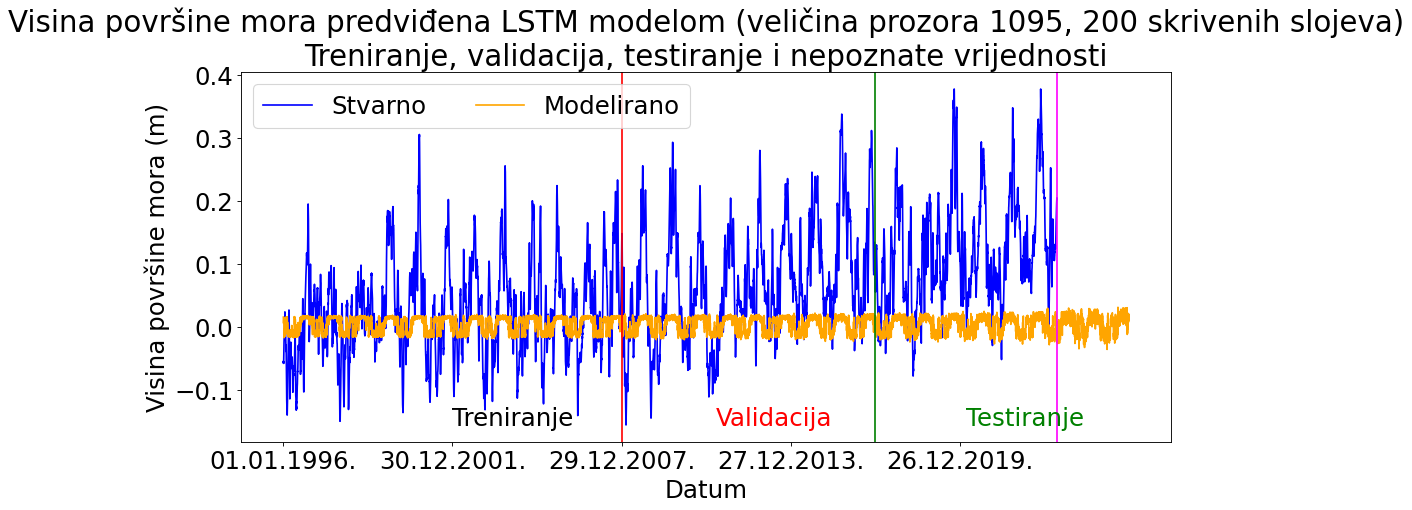 Visina površine mora predviđena LSTM modelom (veličina prozora 1095, 200 skrivenih slojeva)
Treniranje, validacija, testiranje i nepoznate vrijednosti
Stvarno Modelirano
Visina površine mora (m)
0.4
0.3
0.2
0.1
0.0
−0.1
Treniranje Validacija Testiranje
01.01.1996. 30.12.2001. 29.12.2007. 27.12.2013. 26.12.2019.
Datum